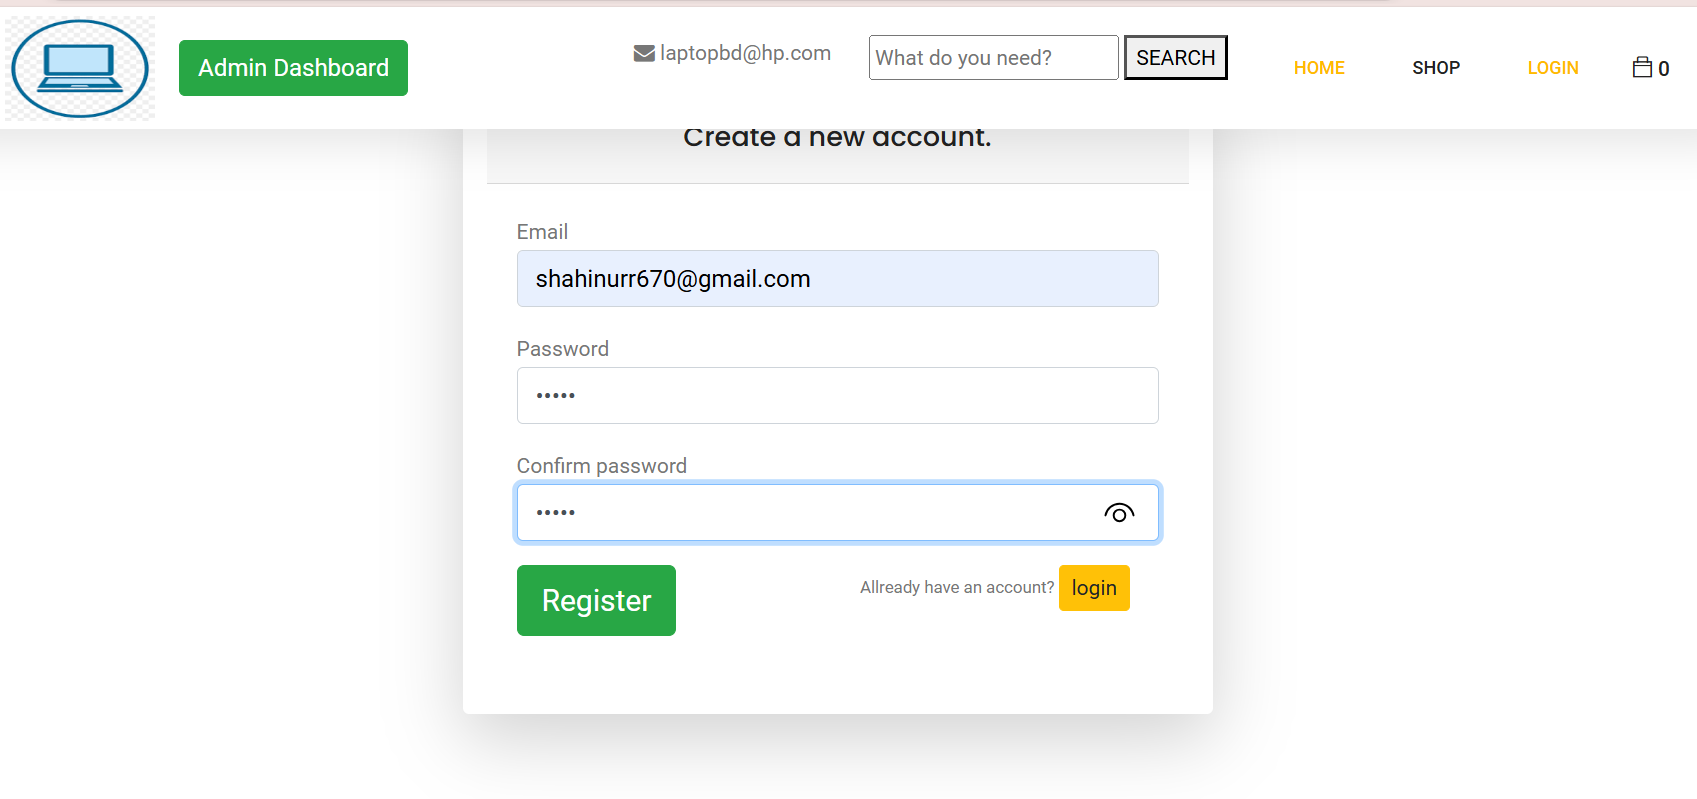 Admin Dashboard
laptopbd@hp.com
What do you need?
SEARCH
HOME
SHOP
LOGIN
0
Create a new account.
Email
shahinurr670@gmail.com
Password
•••••
Confirm password
•••••
Register
Allready have an account? login